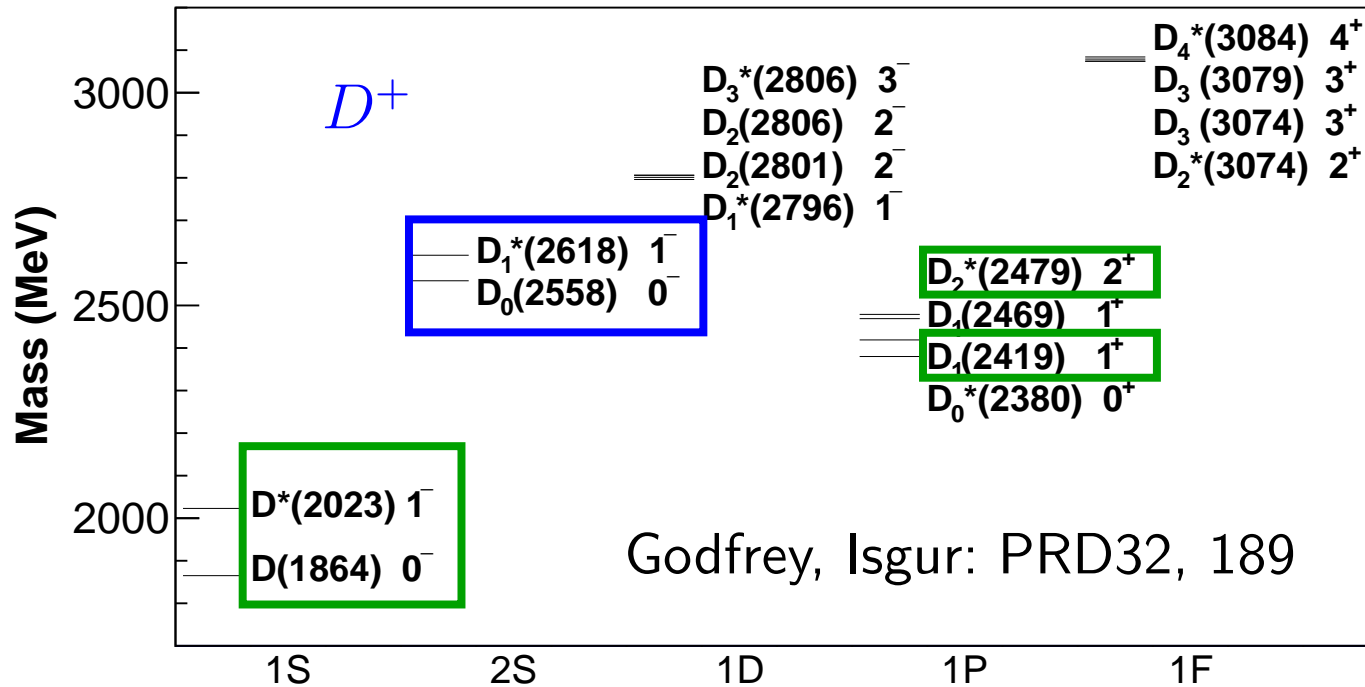 D⁺
Mass (MeV)
3000
2500
2000
D₄*(3084) 4⁺
D₃ (3079) 3⁺
D₃ (3074) 3⁺
D₂*(3074) 2⁺
D₃*(2806) 3⁻
D₂(2806) 2⁻
D₂(2801) 2⁻
D₁*(2796) 1⁻
D₁*(2618) 1⁻
D₀(2558) 0⁻
D₂*(2479) 2⁺
D₁(2469) 1⁺
D₁(2419) 1⁺
D₀*(2380) 0⁺
D*(2023) 1⁻
D(1864) 0⁻
Godfrey, Isgur: PRD32, 189
1S 2S 1D 1P 1F